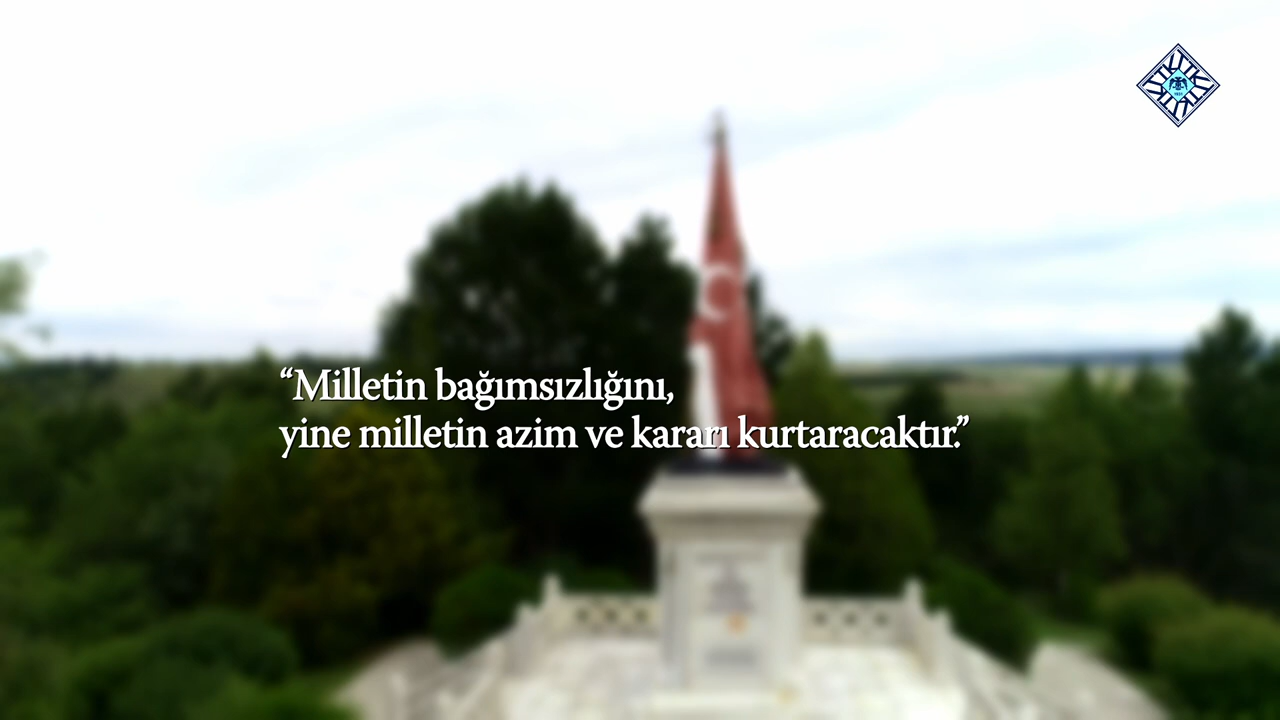 “Milletin bağımsızlığını,
yine milletin azim ve kararı kurtaracaktır.”